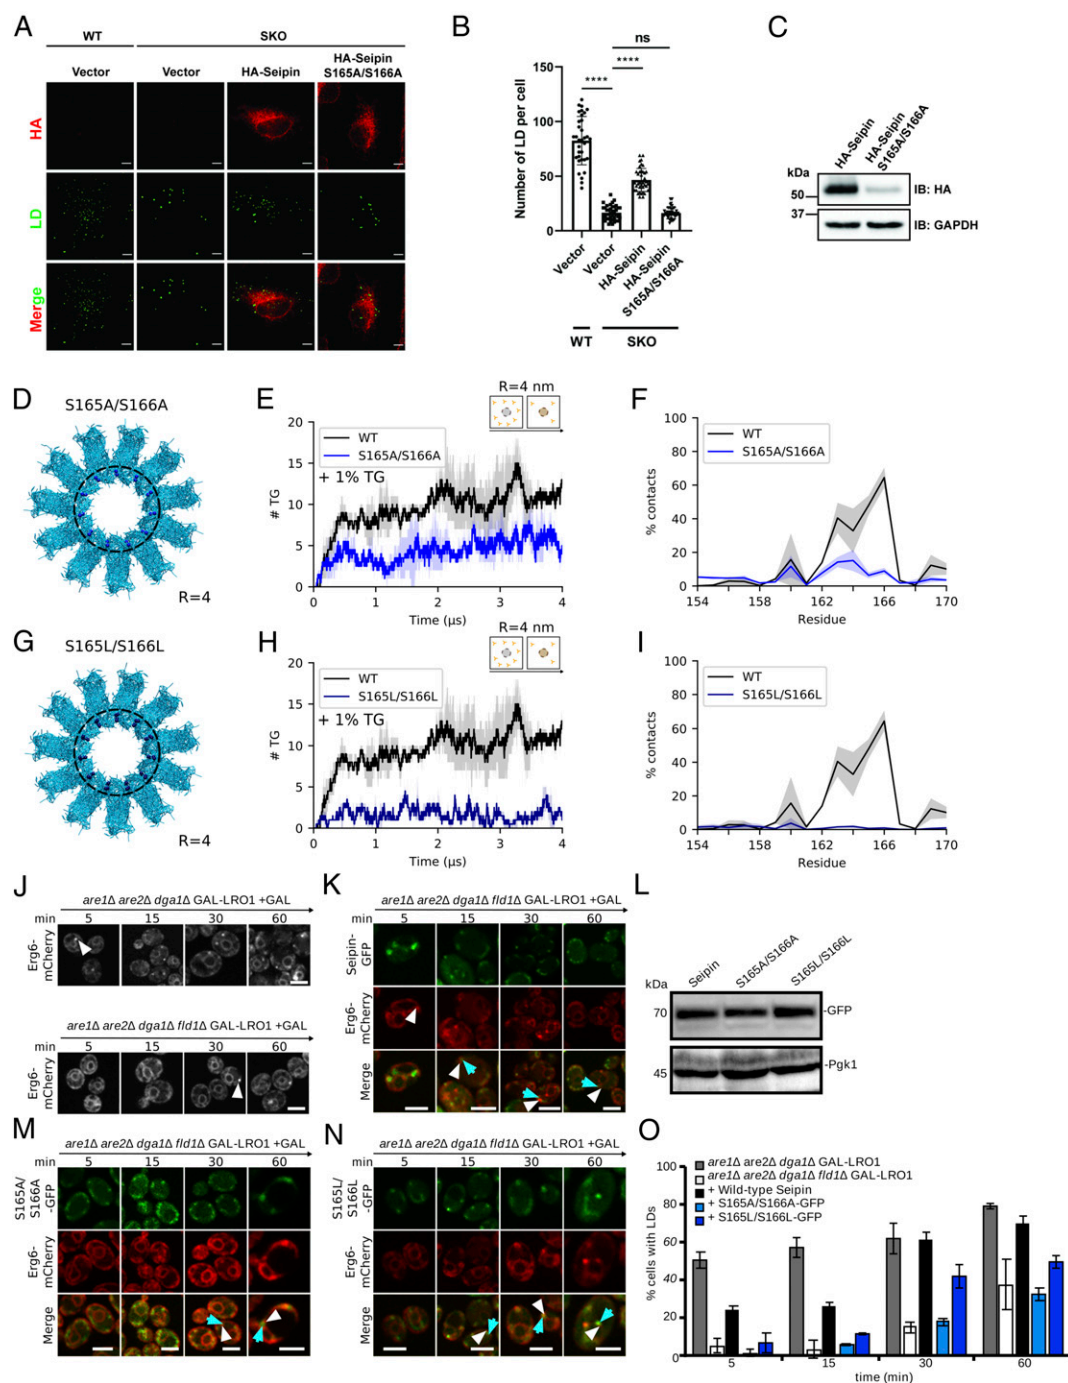 A
WT
SKO
Vector
Vector
HA-Seipin
HA-Seipin
S165A/S166A
HA
LD
Merge
B
ns
****
****
Number of LD per cell
150
100
50
0
Vector
Vector
HA-Seipin
HA-Seipin
S165A/S166A
WT
SKO
C
HA-Seipin
HA-Seipin
S165A/S166A
kDa
50
37
IB: HA
IB: GAPDH
D
S165A/S166A
R=4
E
R=4 nm
WT
S165A/S166A
+ 1% TG
# TG
20
15
10
5
0
0 1 2 3 4
Time (µs)
F
WT
S165A/S166A
% contacts
100
80
60
40
20
0
154 158 162 166 170
Residue
G
S165L/S166L
R=4
H
R=4 nm
WT
S165L/S166L
+ 1% TG
# TG
20
15
10
5
0
0 1 2 3 4
Time (µs)
I
WT
S165L/S166L
% contacts
100
80
60
40
20
0
154 158 162 166 170
Residue
J
are1Δ are2Δ dga1Δ GAL-LRO1 +GAL
min 5 15 30 60
Erg6-
mCherry
are1Δ are2Δ dga1Δ fld1Δ GAL-LRO1 +GAL
min 5 15 30 60
Erg6-
mCherry
K
are1Δ are2Δ dga1Δ fld1Δ GAL-LRO1 +GAL
min 5 15 30 60
Seipin-
GFP
Erg6-
mCherry
Merge
L
Seipin
S165A/S166A
S165L/S166L
kDa
70
-GFP
45
-Pgk1
M
are1Δ are2Δ dga1Δ fld1Δ GAL-LRO1 +GAL
min 5 15 30 60
S165A/
S166A
-GFP
Erg6-
mCherry
Merge
N
are1Δ are2Δ dga1Δ fld1Δ GAL-LRO1 +GAL
min 5 15 30 60
S165L/
S166L
-GFP
Erg6-
mCherry
Merge
O
are1Δ are2Δ dga1Δ GAL-LRO1
are1Δ are2Δ dga1Δ fld1Δ GAL-LRO1
+ Wild-type Seipin
+ S165A/S166A-GFP
+ S165L/S166L-GFP
% cells with LDs
100
80
60
40
20
0
5 15 30 60
time (min)